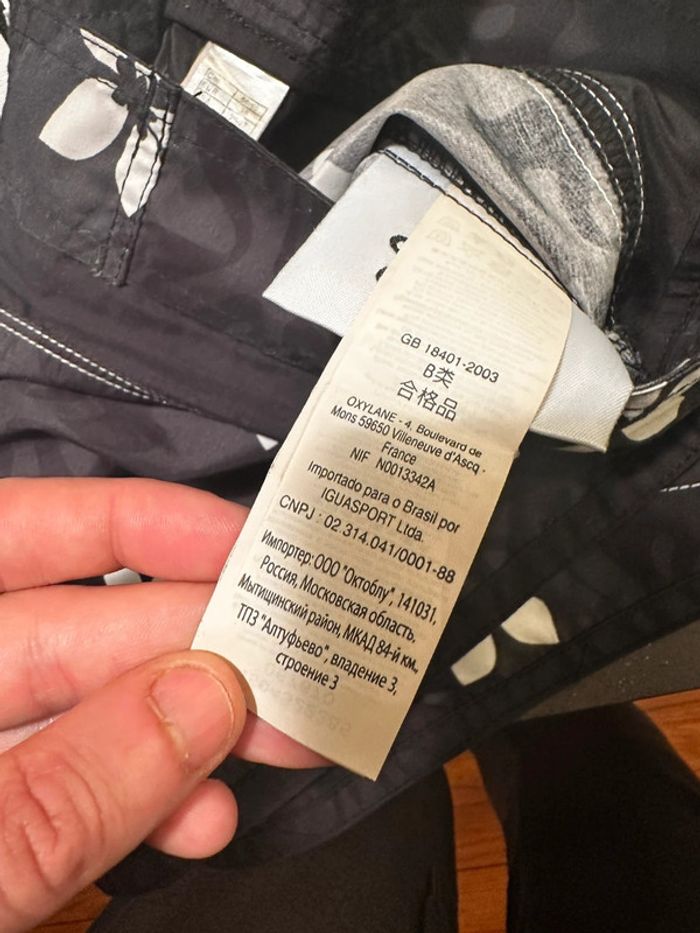 GB 18401-2003
B类
合格品
OXYLANE - 4, Boulevard de
Mons 59650 Villeneuve d'Ascq -
France
NIF N0013342A
Importado para o Brasil por
IGUASPORT Ltda.
CNPJ : 02.314.041/0001-88
Импортер: ООО "Октоблу", 141031,
Россия, Московская область,
Мытищинский район, МКАД 84-й км.,
ТПЗ "Алтуфьево", владение 3,
строение 3